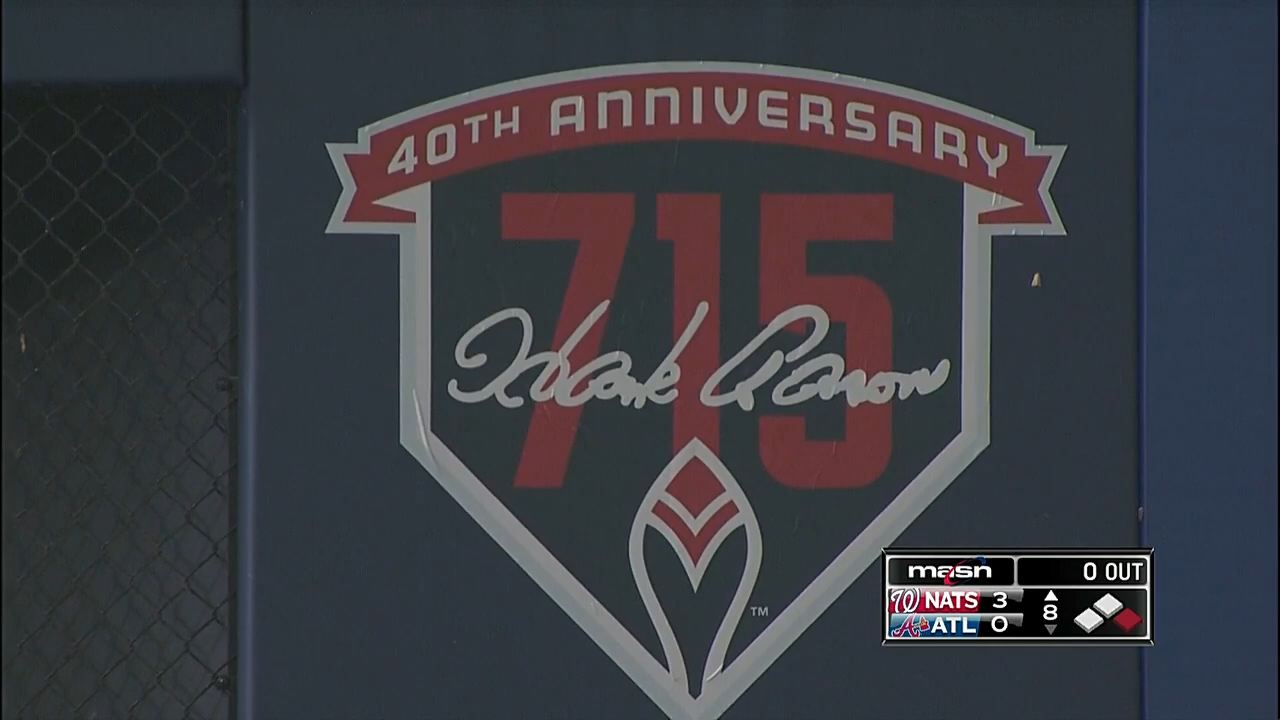 40TH ANNIVERSARY
715
Hank Aaron
TM
masn 0 OUT
W NATS 3
A ATL 0
8